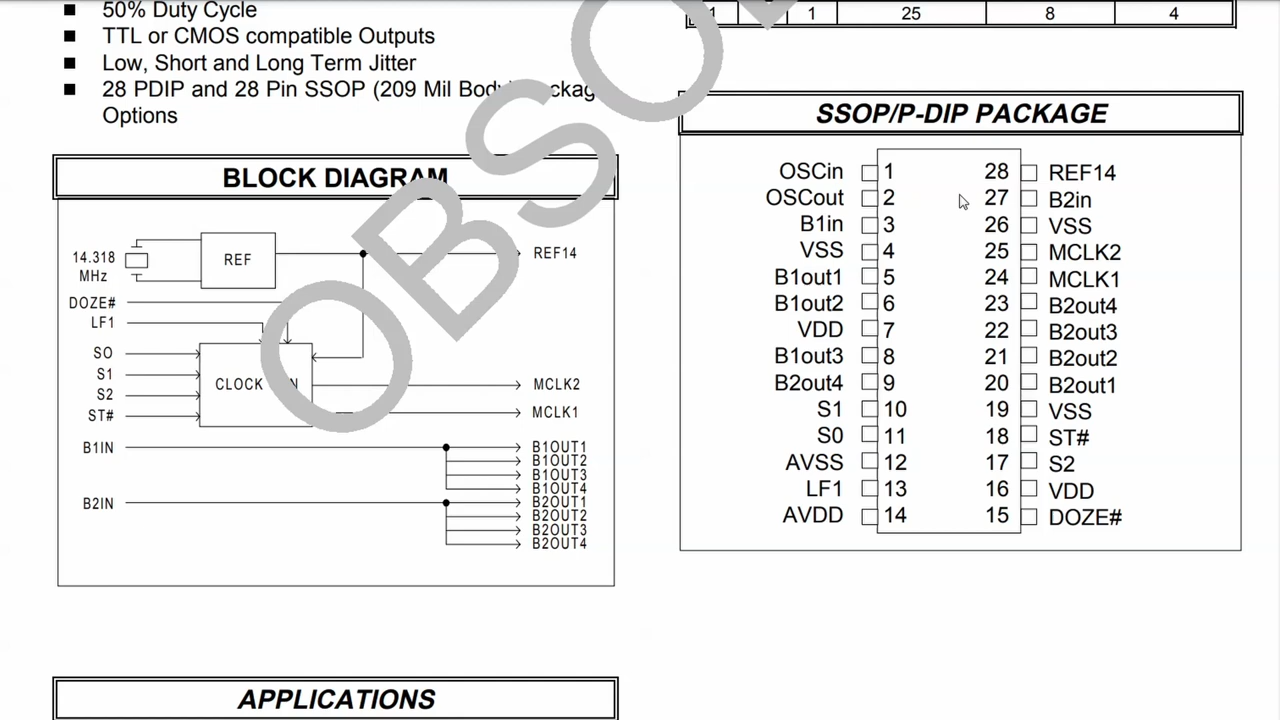 50% Duty Cycle
TTL or CMOS compatible Outputs
Low, Short and Long Term Jitter
28 PDIP and 28 Pin SSOP (209 Mil Body)
Options
1 1 25 8 4
OBSO
BLOCK DIAGRAM
14.318
MHz
REF
REF14
DOZE#
LF1
SO
S1
S2
ST#
CLOCK
MCLK2
MCLK1
B1IN
B1OUT1
B1OUT2
B1OUT3
B1OUT4
B2IN
B2OUT1
B2OUT2
B2OUT3
B2OUT4
APPLICATIONS
SSOP/P-DIP PACKAGE
OSCin 1 28 REF14
OSCout 2 27 B2in
B1in 3 26 VSS
VSS 4 25 MCLK2
B1out1 5 24 MCLK1
B1out2 6 23 B2out4
VDD 7 22 B2out3
B1out3 8 21 B2out2
B2out4 9 20 B2out1
S1 10 19 VSS
S0 11 18 ST#
AVSS 12 17 S2
LF1 13 16 VDD
AVDD 14 15 DOZE#